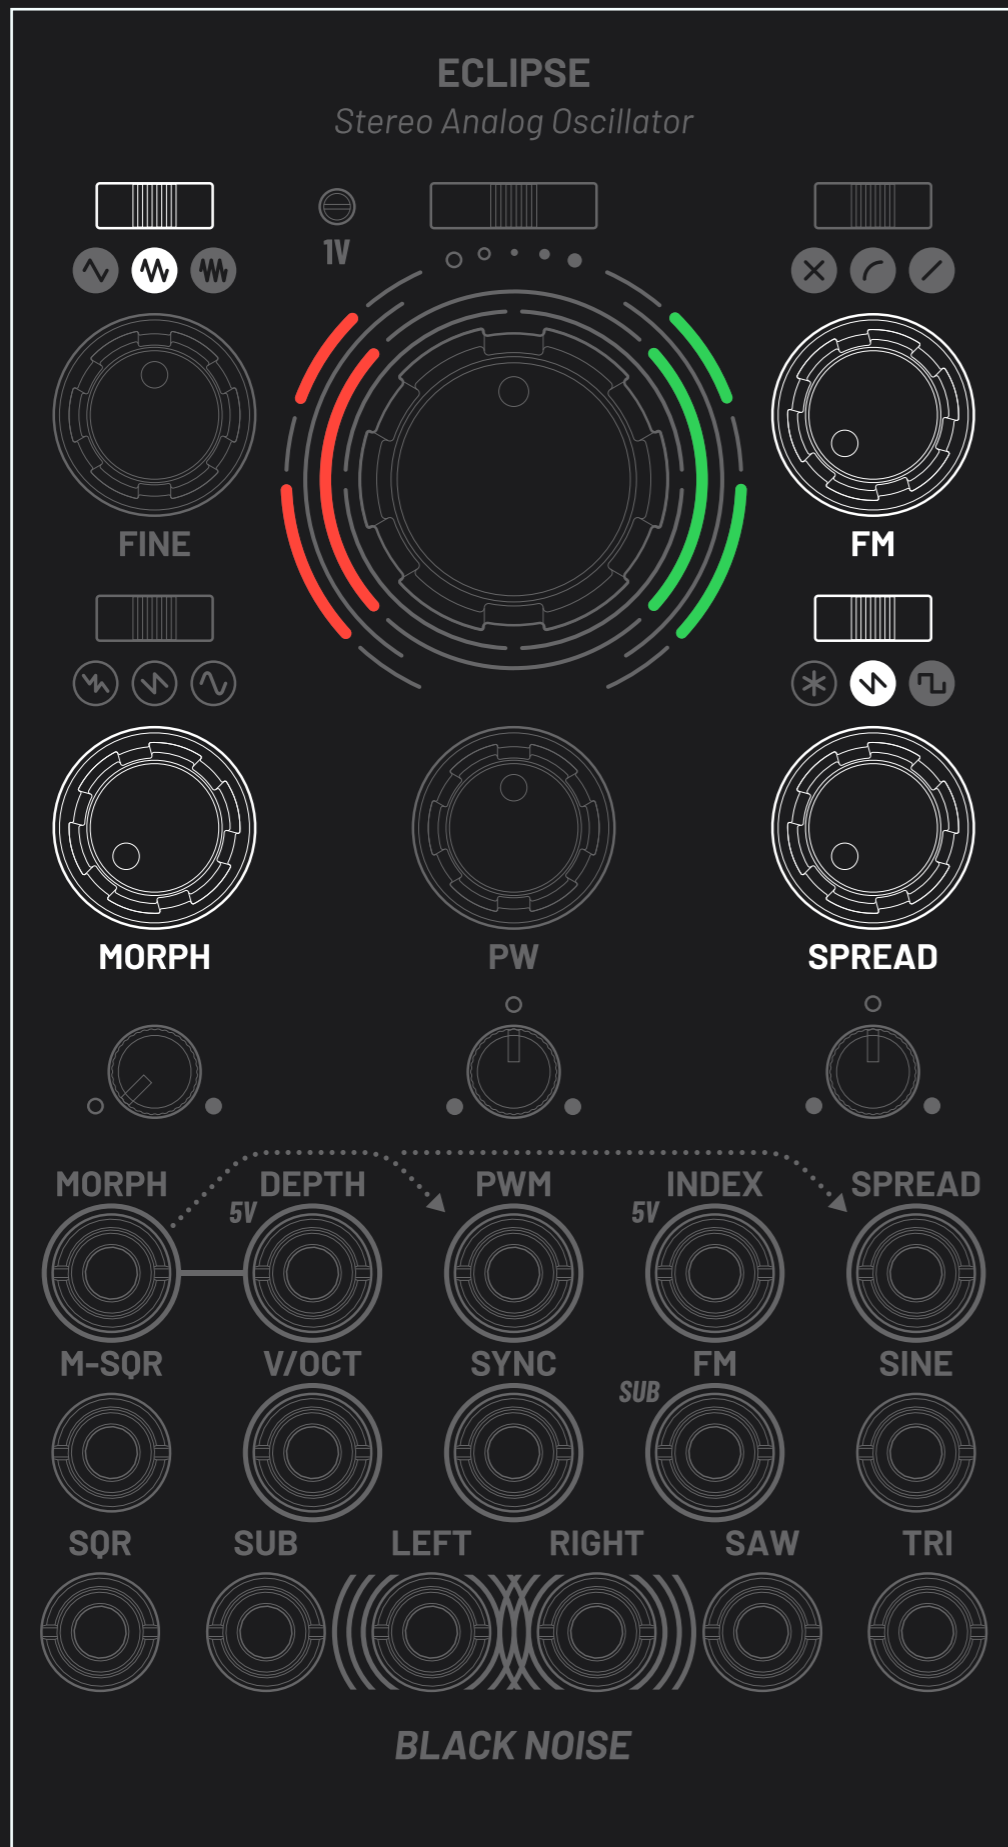 ECLIPSE
Stereo Analog Oscillator
1V
FINE
FM
MORPH
PW
SPREAD
MORPH DEPTH PWM INDEX SPREAD
5V 5V
M-SQR V/OCT SYNC FM SINE
SUB
SQR SUB LEFT RIGHT SAW TRI
BLACK NOISE